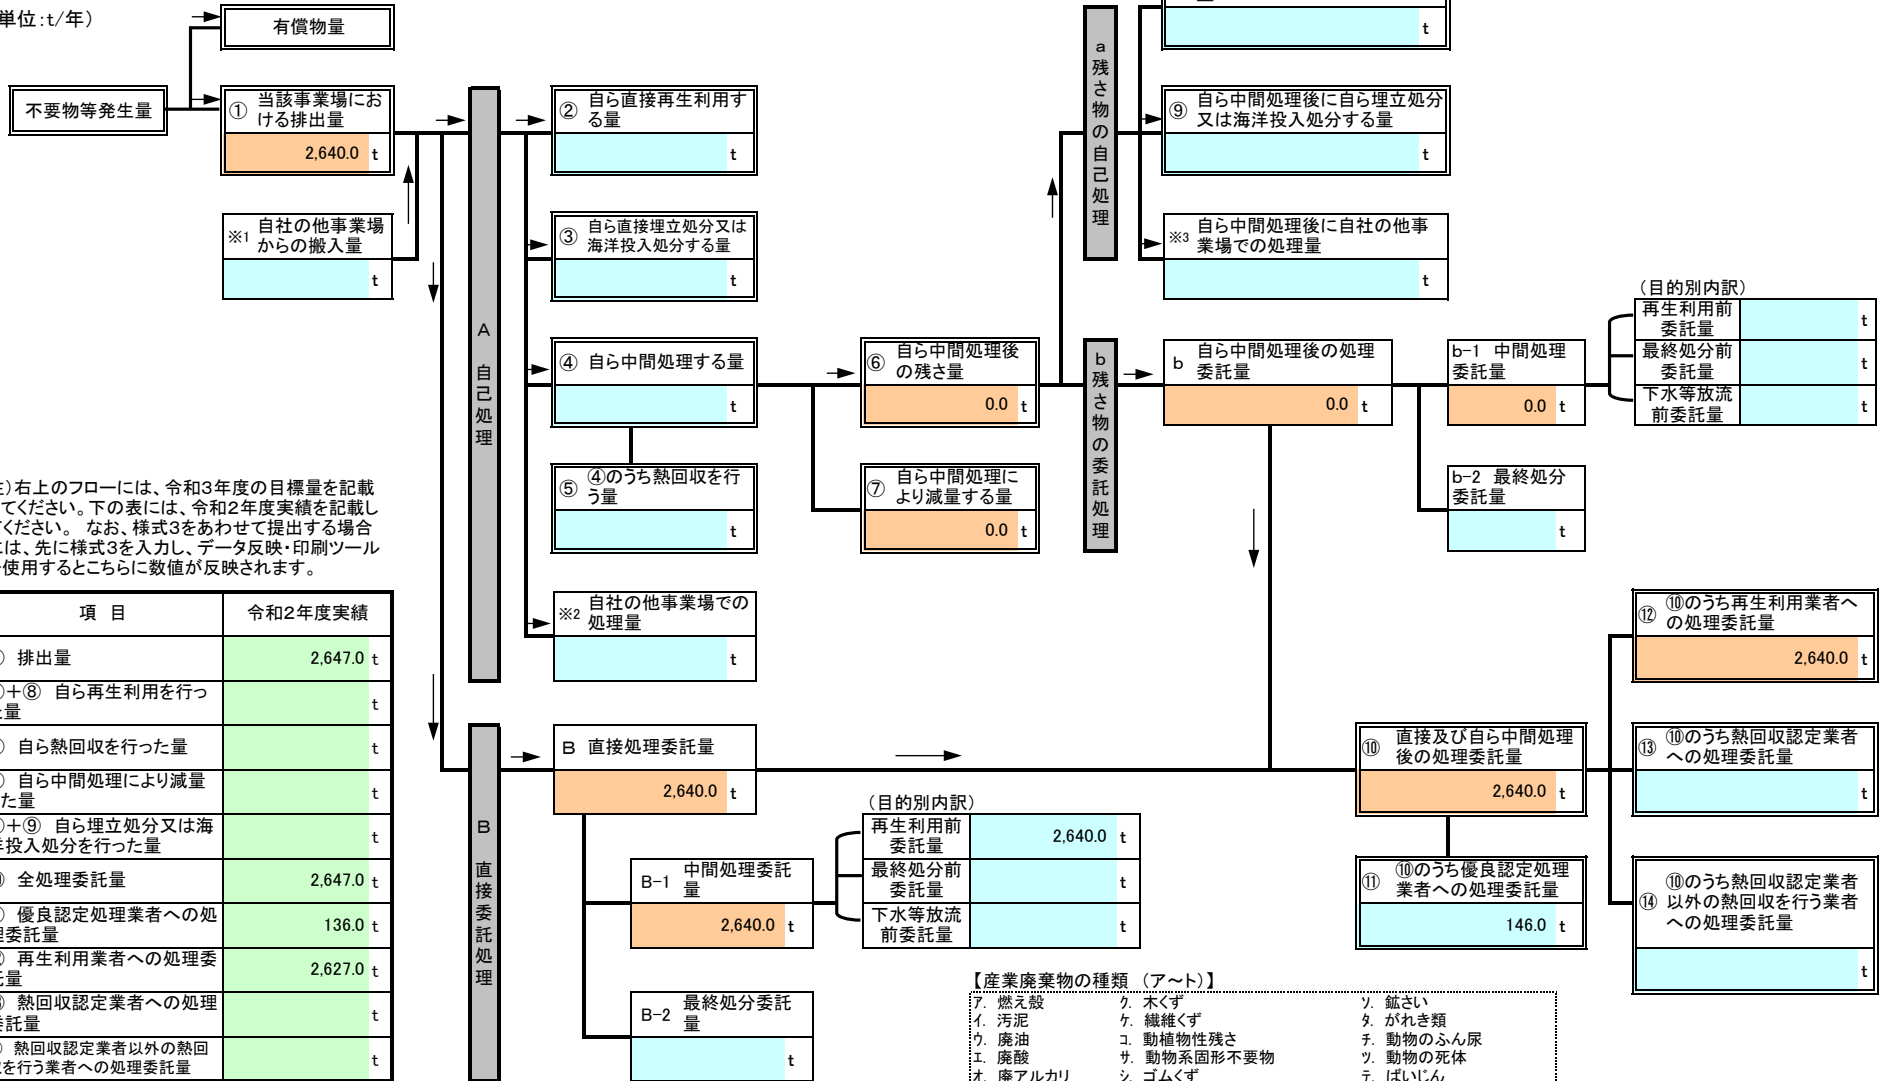 単位:t/年)
有償物量
不要物等発生量
① 当該事業場にお
ける排出量
2,640.0 t
※1 自社の他事業場
からの搬入量
t
A 自己処理
② 自ら直接再生利用す
る量
t
③ 自ら直接埋立処分又は
海洋投入処分する量
t
④ 自ら中間処理する量
t
⑤ ④のうち熱回収を行
う量
t
※2 自社の他事業場での
処理量
t
⑥ 自ら中間処理後
の残さ量
0.0 t
⑦ 自ら中間処理に
より減量する量
0.0 t
a 残さ物の自己処理
t
⑨ 自ら中間処理後に自ら埋立処分
又は海洋投入処分する量
t
※3 自ら中間処理後に自社の他事
業場での処理量
t
b 残さ物の委託処理
b 自ら中間処理後の処理
委託量
0.0 t
b-1 中間処理
委託量
0.0 t
(目的別内訳)
再生利用前
委託量
t
最終処分前
委託量
t
下水等放流
前委託量
t
b-2 最終処分
委託量
t
)右上のフローには、令和3年度の目標量を記載
てください。下の表には、令和2年度実績を記載し
ください。 なお、様式3をあわせて提出する場合
は、先に様式3を入力し、データ反映・印刷ツール
使用するとこちらに数値が反映されます。
項 目 令和2年度実績
) 排出量 2,647.0 t
)+⑧ 自ら再生利用を行っ
量 t
) 自ら熱回収を行った量 t
) 自ら中間処理により減量
た量 t
)+⑨ 自ら埋立処分又は海
投入処分を行った量 t
) 全処理委託量 2,647.0 t
) 優良認定処理業者への処
委託量 136.0 t
) 再生利用業者への処理委
量 2,627.0 t
) 熱回収認定業者への処理
託量 t
) 熱回収認定業者以外の熱回
を行う業者への処理委託量 t
B 直接委託処理
B 直接処理委託量
2,640.0 t
B-1 中間処理委託
量
2,640.0 t
(目的別内訳)
再生利用前
委託量
2,640.0 t
最終処分前
委託量
t
下水等放流
前委託量
t
B-2 最終処分委託
量
t
⑩ 直接及び自ら中間処理
後の処理委託量
2,640.0 t
⑪ ⑩のうち優良認定処理
業者への処理委託量
146.0 t
⑫ ⑩のうち再生利用業者へ
の処理委託量
2,640.0 t
⑬ ⑩のうち熱回収認定業者
への処理委託量
t
⑭ ⑩のうち熱回収認定業者
以外の熱回収を行う業者
への処理委託量
t
【産業廃棄物の種類 (ア~ト)】
ア. 燃え殻 ク. 木くず ソ. 鉱さい
イ. 汚泥 ケ. 繊維くず タ. がれき類
ウ. 廃油 コ. 動植物性残さ チ. 動物のふん尿
エ. 廃酸 サ. 動物系固形不要物 ツ. 動物の死体
オ. 廃アルカリ シ. ゴムくず テ. ばいじん